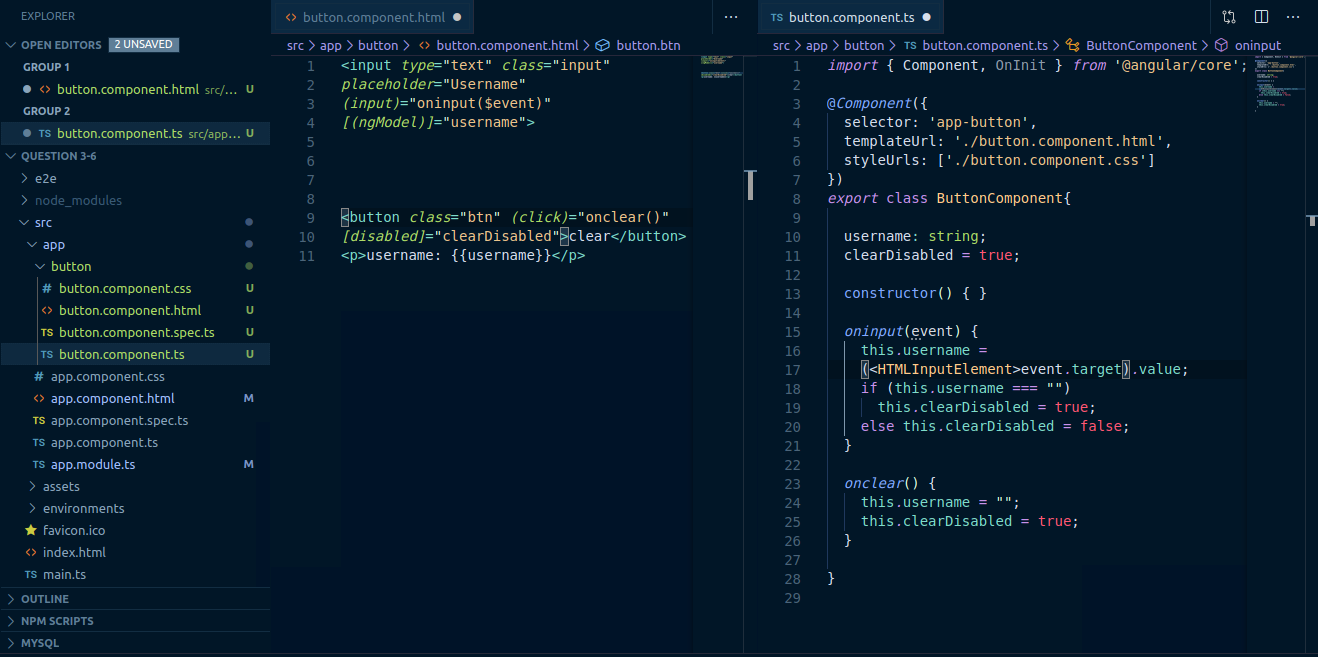 EXPLORER
OPEN EDITORS 2 UNSAVED
GROUP 1
button.component.html src/... U
GROUP 2
TS button.component.ts src/app... U
QUESTION 3-6
e2e
node_modules
src
app
button
# button.component.css U
<> button.component.html U
TS button.component.spec.ts U
TS button.component.ts U
# app.component.css
<> app.component.html M
TS app.component.spec.ts
TS app.component.ts
TS app.module.ts M
assets
environments
favicon.ico
<> index.html
TS main.ts
OUTLINE
NPM SCRIPTS
MYSQL
<> button.component.html
src > app > button > <> button.component.html > button.btn
1 <input type="text" class="input"
2 placeholder="Username"
3 (input)="oninput($event)"
4 [(ngModel)]="username">
5
6
7
8
9 <button class="btn" (click)="onclear()"
10 [disabled]="clearDisabled">clear</button>
11 <p>username: {{username}}</p>
TS button.component.ts
src > app > button > TS button.component.ts > ButtonComponent > oninput
1 import { Component, OnInit } from '@angular/core';
2
3 @Component({
4 selector: 'app-button',
5 templateUrl: './button.component.html',
6 styleUrls: ['./button.component.css']
7 })
8 export class ButtonComponent{
9
10 username: string;
11 clearDisabled = true;
12
13 constructor() { }
14
15 oninput(event) {
16 this.username =
17 (<HTMLInputElement>event.target).value;
18 if (this.username === "")
19 this.clearDisabled = true;
20 else this.clearDisabled = false;
21 }
22
23 onclear() {
24 this.username = "";
25 this.clearDisabled = true;
26 }
27
28 }
29